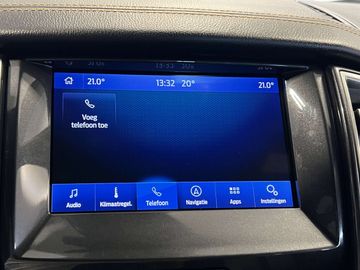 21.0°
13:32
20°
21.0°
Voeg
telefoon toe
Audio
Klimaatregel.
Telefoon
Navigatie
Apps
Instellingen